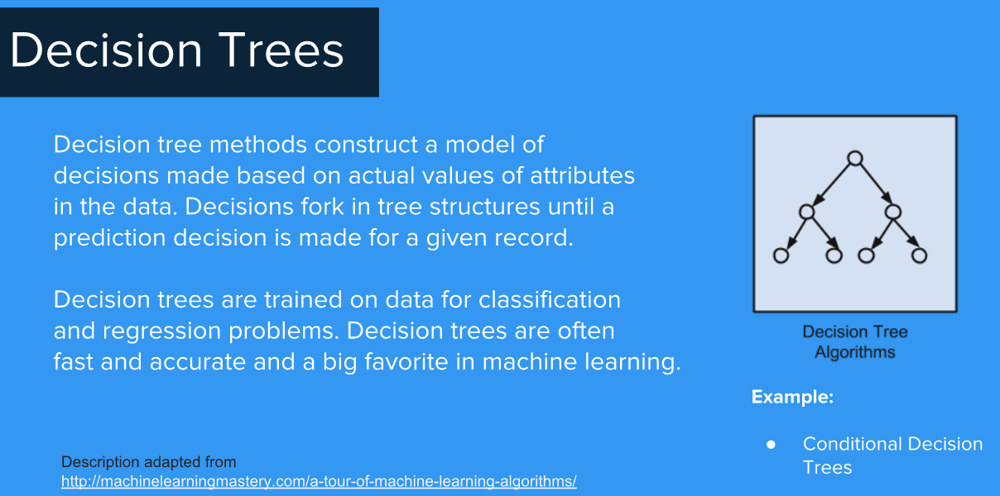 Decision Trees
Decision tree methods construct a model of
decisions made based on actual values of attributes
in the data. Decisions fork in tree structures until a
prediction decision is made for a given record.
Decision trees are trained on data for classification
and regression problems. Decision trees are often
fast and accurate and a big favorite in machine learning.
Description adapted from
http://machinelearningmastery.com/a-tour-of-machine-learning-algorithms/
Decision Tree
Algorithms
Example:
● Conditional Decision
Trees